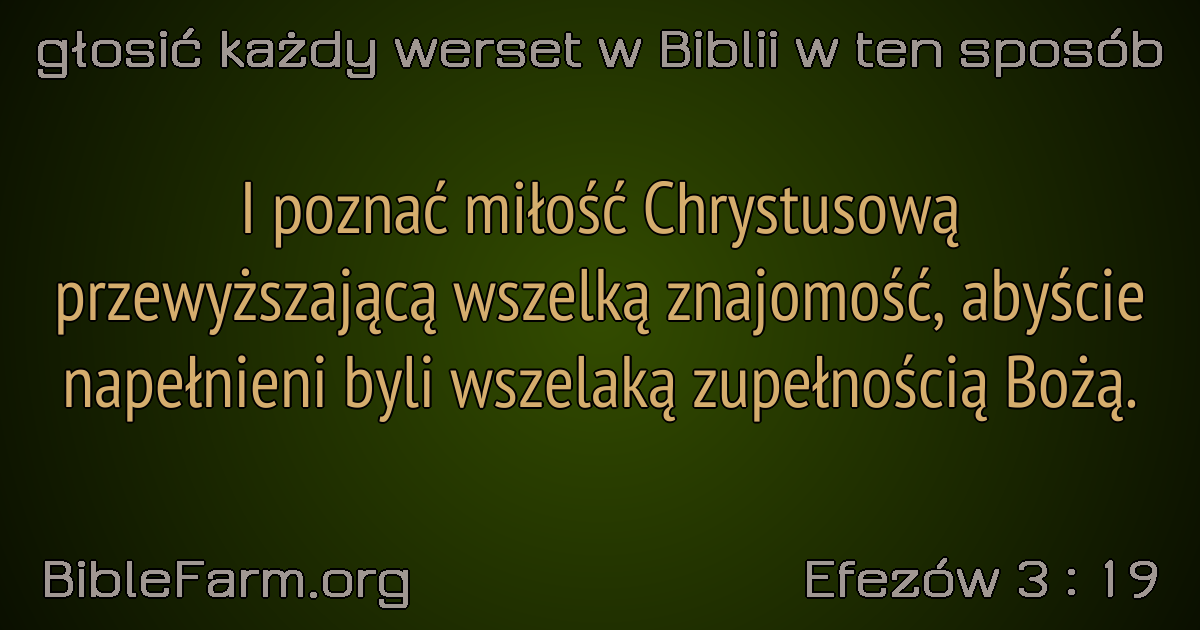 głosić każdy werset w Biblii w ten sposób
I poznać miłość Chrystusową
przewyższającą wszelką znajomość, abyście
napełnieni byli wszelaką zupełnością Bożą.
BibleFarm.org
Efezów 3 : 19